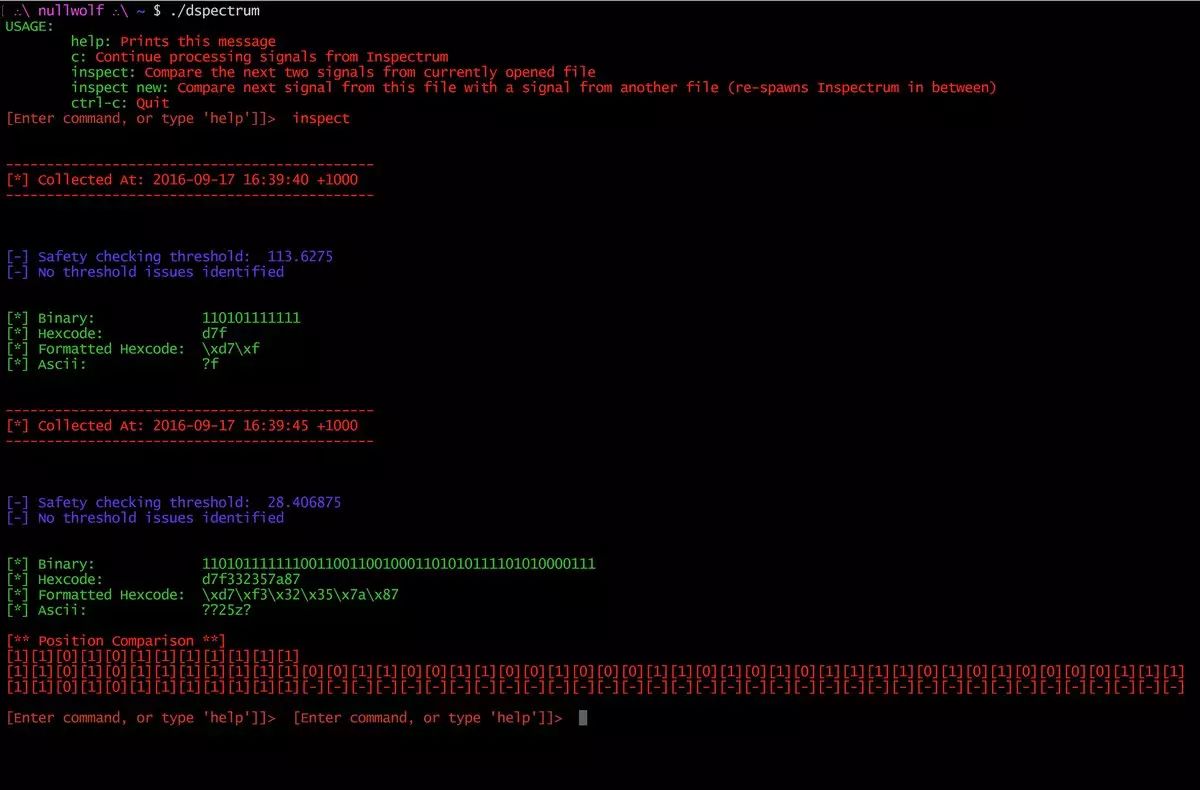 .:\ nullwolf .:\ ~ $ ./dspectrum
USAGE:
help: Prints this message
c: Continue processing signals from Inspectrum
inspect: Compare the next two signals from currently opened file
inspect new: Compare next signal from this file with a signal from another file (re-spawns Inspectrum in between)
ctrl-c: Quit
[Enter command, or type 'help']]> inspect
---------------------------------------------
[*] Collected At: 2016-09-17 16:39:40 +1000
---------------------------------------------
[-] Safety checking threshold: 113.6275
[-] No threshold issues identified
[*] Binary: 110101111111
[*] Hexcode: d7f
[*] Formatted Hexcode: \xd7\xf
[*] Ascii: ?f
---------------------------------------------
[*] Collected At: 2016-09-17 16:39:45 +1000
---------------------------------------------
[-] Safety checking threshold: 28.406875
[-] No threshold issues identified
[*] Binary: 110101111111001100110010001101010111101010000111
[*] Hexcode: d7f332357a87
[*] Formatted Hexcode: \xd7\xf3\x32\x35\x7a\x87
[*] Ascii: ??25z?
[** Position Comparison **]
[1][1][0][1][0][1][1][1][1][1][1][1]
[1][1][0][1][0][1][1][1][1][1][1][1][0][0][1][1][0][0][1][1][0][0][1][0][0][0][1][1][0][1][0][1][0][1][1][1][1][0][1][0][1][0][0][0][0][1][1][1]
[1][1][0][1][0][1][1][1][1][1][1][1][-][-][-][-][-][-][-][-][-][-][-][-][-][-][-][-][-][-][-][-][-][-][-][-][-][-][-][-][-][-][-][-][-][-][-][-]
[Enter command, or type 'help']]> [Enter command, or type 'help']]>